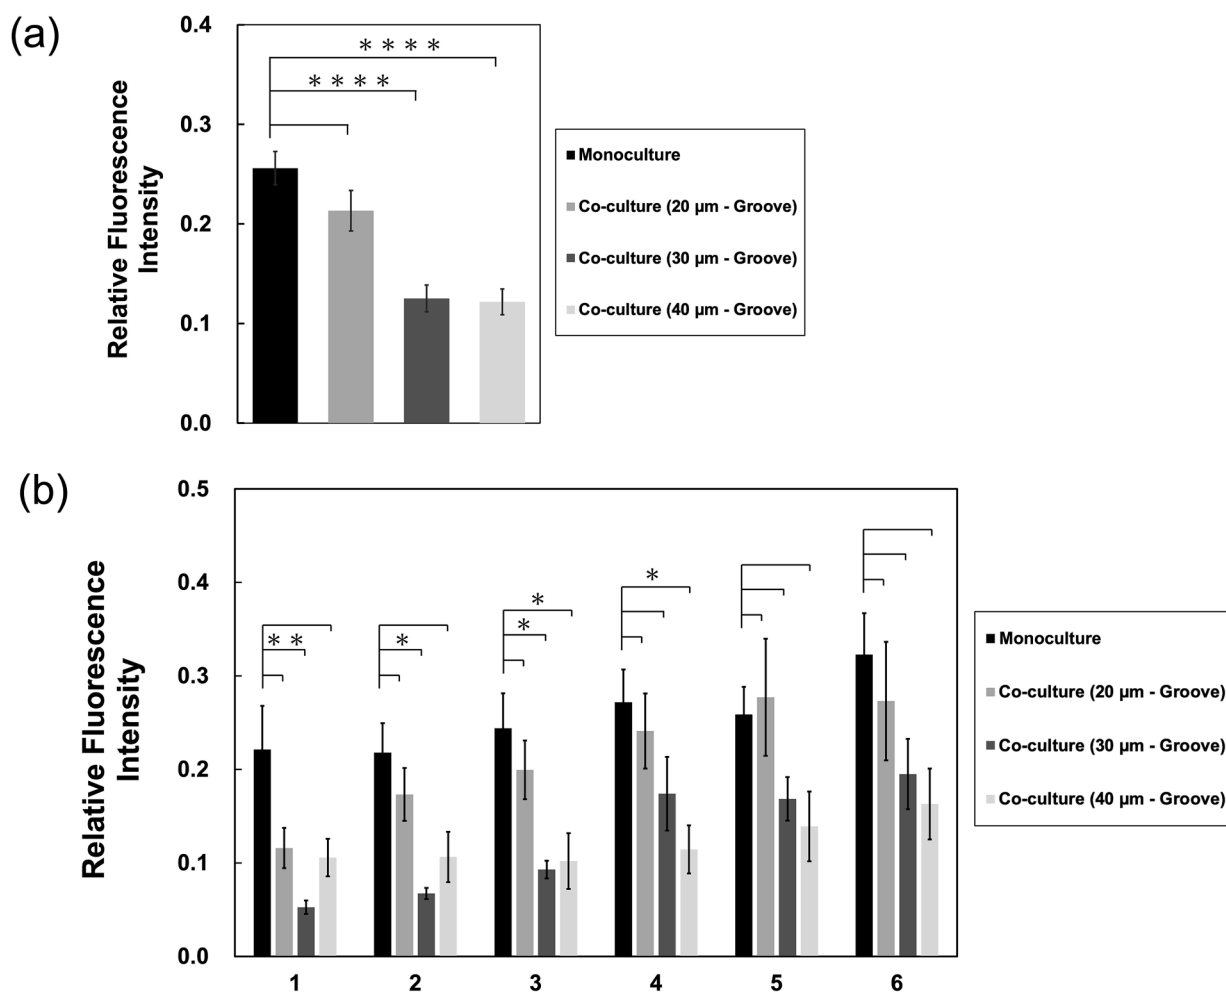 (a)
0.4
0.3
0.2
0.1
0.0
Relative Fluorescence
Intensity
＊＊＊＊
＊＊＊＊
Monoculture
Co-culture (20 µm - Groove)
Co-culture (30 µm - Groove)
Co-culture (40 µm - Groove)
(b)
0.5
0.4
0.3
0.2
0.1
0.0
Relative Fluorescence
Intensity
＊＊
＊
＊
＊
＊
1 2 3 4 5 6
Monoculture
Co-culture (20 µm - Groove)
Co-culture (30 µm - Groove)
Co-culture (40 µm - Groove)